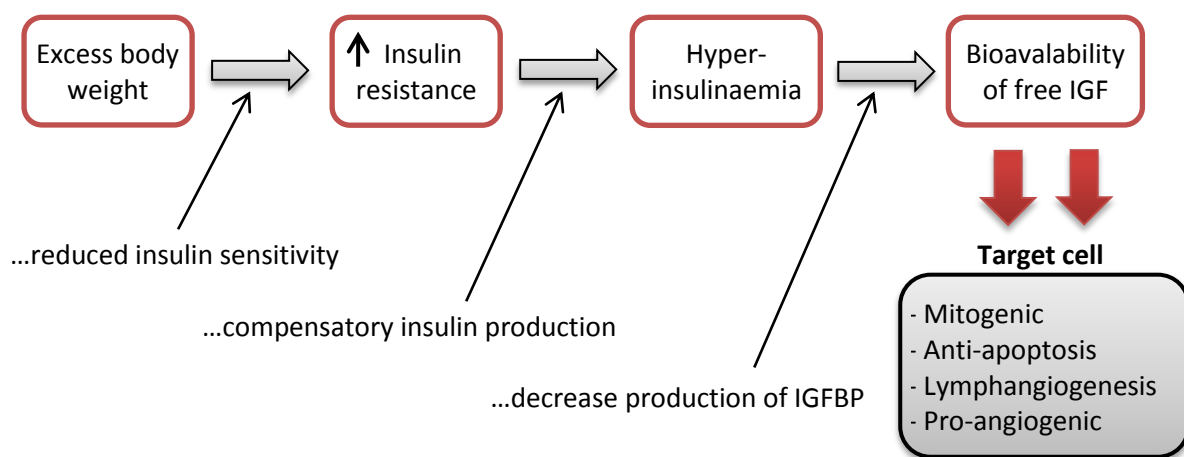 Excess body
weight
Insulin
resistance
Hyper-
insulinaemia
Bioavalability
of free IGF
...reduced insulin sensitivity
...compensatory insulin production
...decrease production of IGFBP
Target cell
- Mitogenic
- Anti-apoptosis
- Lymphangiogenesis
- Pro-angiogenic